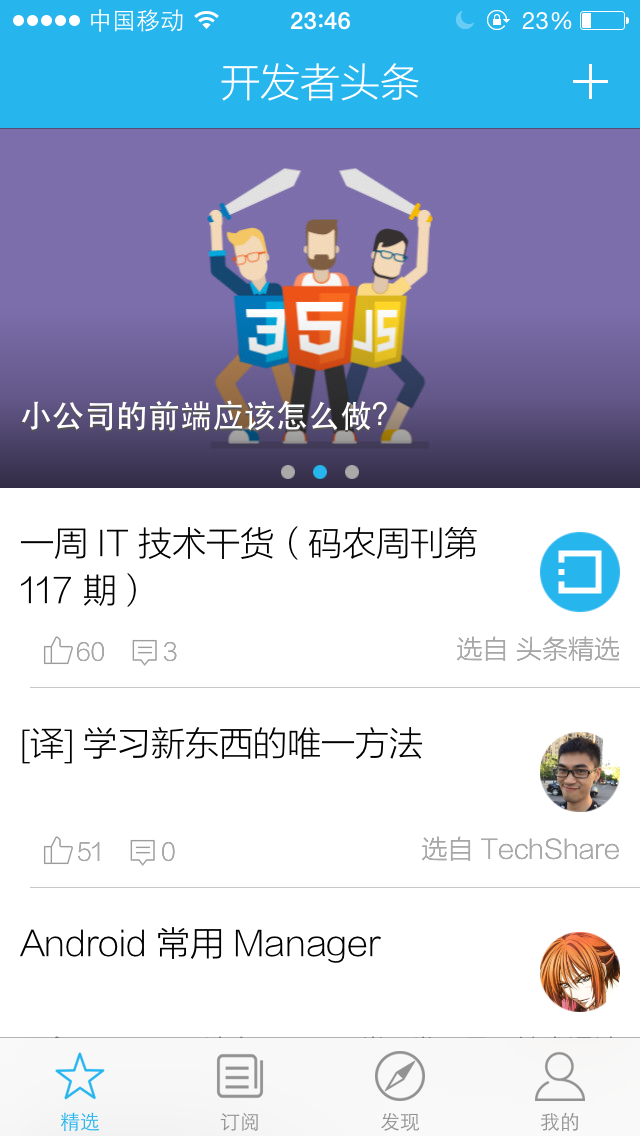 中国移动 23:46 23%
开发者头条
3 5 JS
小公司的前端应该怎么做?
一周 IT 技术干货（码农周刊第
117 期）
60 3 选自 头条精选
[译] 学习新东西的唯一方法
51 0 选自 TechShare
Android 常用 Manager
精选 订阅 发现 我的